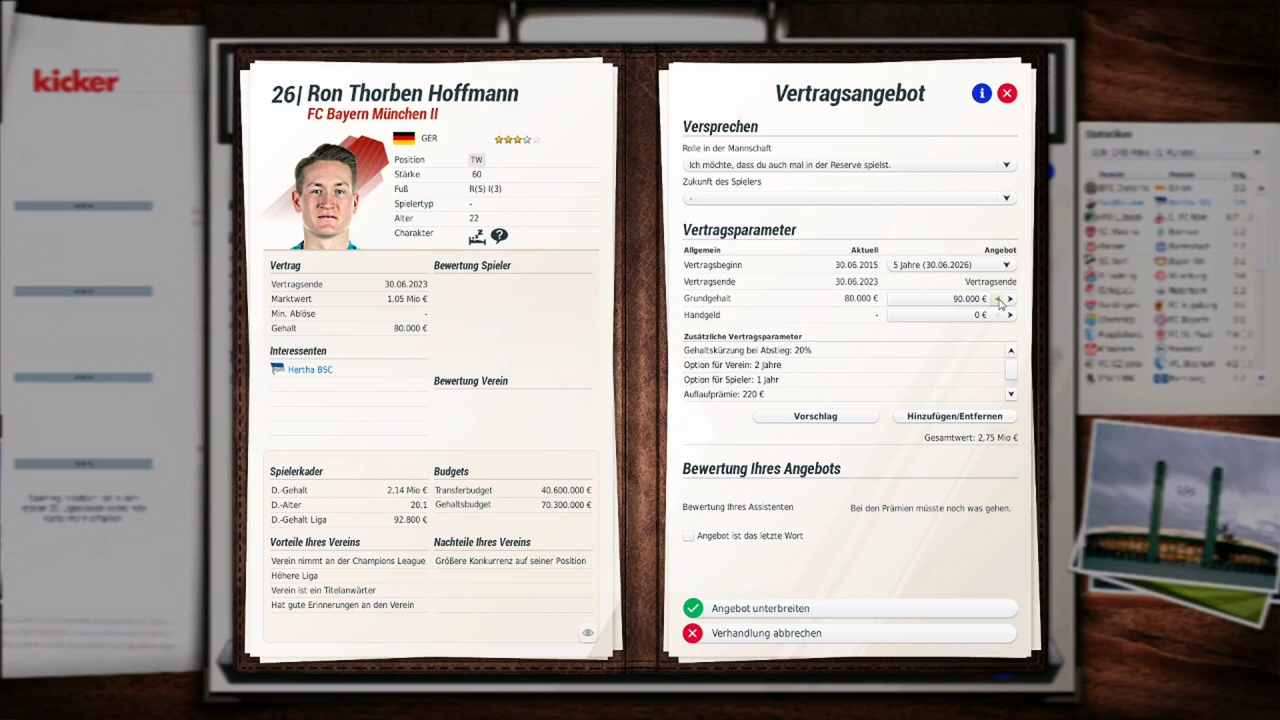 kicker
26| Ron Thorben Hoffmann
FC Bayern München II
GER
Position TW
Stärke 60
Fuß R(5) l(3)
Spielertyp -
Alter 22
Charakter
Vertrag
Vertragsende 30.06.2023
Marktwert 1,05 Mio €
Min. Ablöse -
Gehalt 80.000 €
Bewertung Spieler
Interessenten
Hertha BSC
Bewertung Verein
Spielerkader
D.-Gehalt 2,14 Mio €
D.-Alter 20,1
D.-Gehalt Liga 92.800 €
Budgets
Transferbudget 40.600.000 €
Gehaltsbudget 70.300.000 €
Vorteile Ihres Vereins
Verein nimmt an der Champions League
Höhere Liga
Verein ist ein Titelanwärter
Hat gute Erinnerungen an den Verein
Nachteile Ihres Vereins
Größere Konkurrenz auf seiner Position
Vertragsangebot
Versprechen
Rolle in der Mannschaft
Ich möchte, dass du auch mal in der Reserve spielst.
Zukunft des Spielers
-
Vertragsparameter
Allgemein Aktuell Angebot
Vertragsbeginn 30.06.2015 5 Jahre (30.06.2026)
Vertragsende 30.06.2023 Vertragsende
Grundgehalt 80.000 € 90.000 €
Handgeld - 0 €
Zusätzliche Vertragsparameter
Gehaltskürzung bei Abstieg: 20%
Option für Verein: 2 Jahre
Option für Spieler: 1 Jahr
Auflaufprämie: 220 €
Vorschlag Hinzufügen/Entfernen
Gesamtwert: 2,75 Mio €
Bewertung Ihres Angebots
Bewertung Ihres Assistenten Bei den Prämien müsste noch was gehen.
Angebot ist das letzte Wort
Angebot unterbreiten
Verhandlung abbrechen
Statistiken